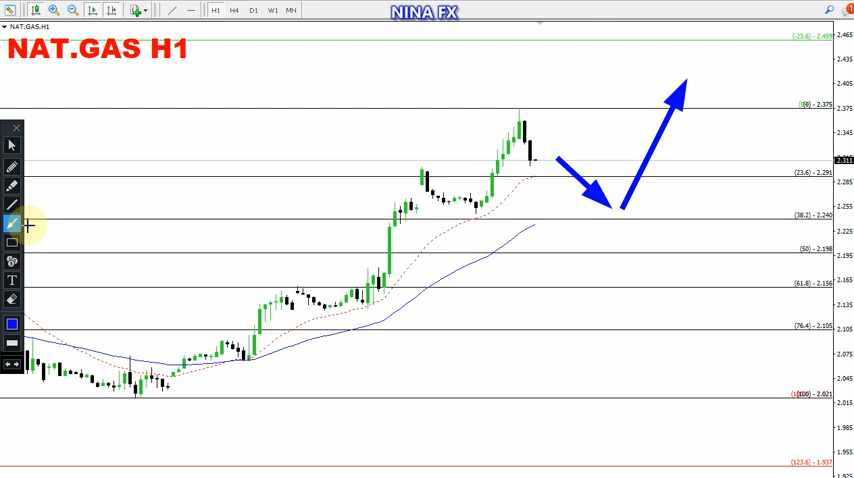 H1 H4 D1 W1 MN
NINA FX
NAT.GAS,H1
NAT.GAS H1
2.465
(-23.6) - 2.459
2.435
2.405
(0) - 2.375
2.345
2.311
(23.6) - 2.291
2.285
2.255
(38.2) - 2.240
2.225
(50) - 2.198
2.195
2.165
(61.8) - 2.156
2.135
(76.4) - 2.105
2.105
2.075
2.045
(100) - 2.021
2.015
1.985
1.955
(123.6) - 1.937
1.925
T